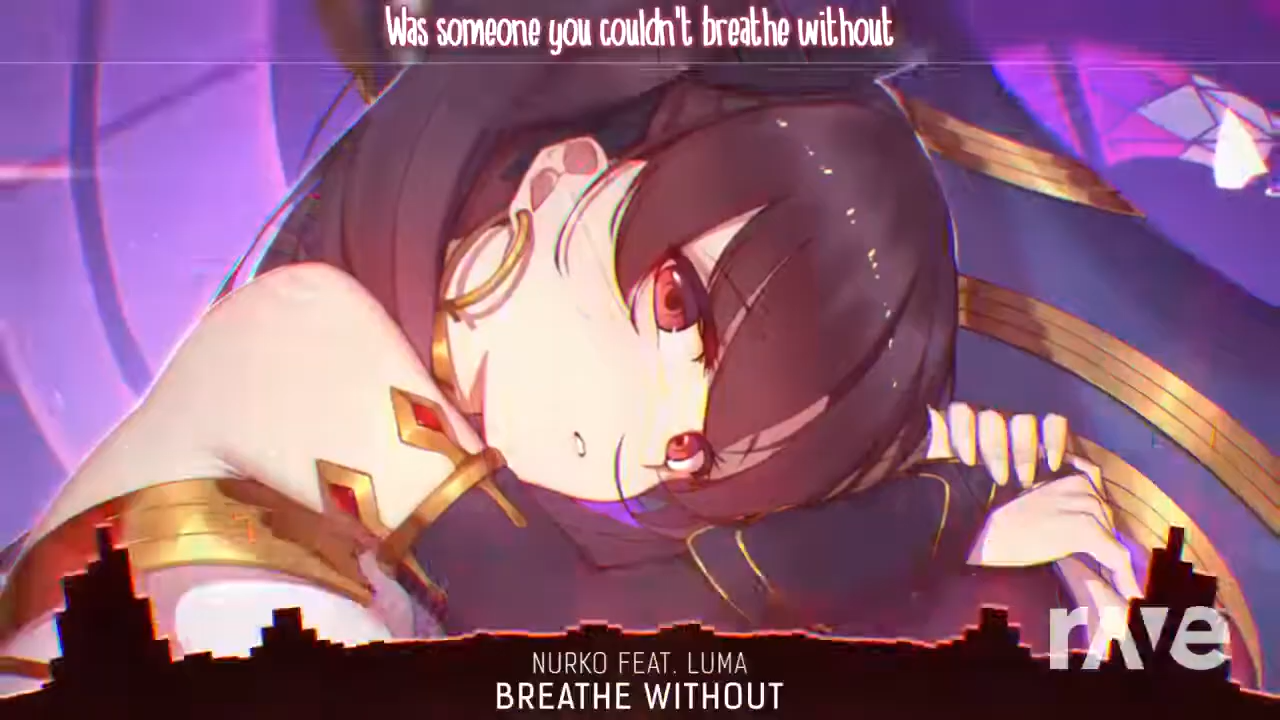 Was someone you couldn't breathe without
NURKO FEAT. LUMA
BREATHE WITHOUT
rave